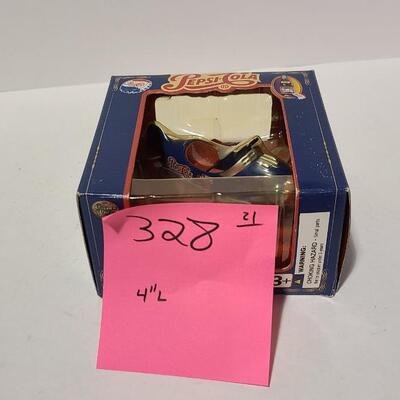 PEPSI-COLA
328 21
4"L
3+
WARNING:
CHOKING HAZARD - Small parts